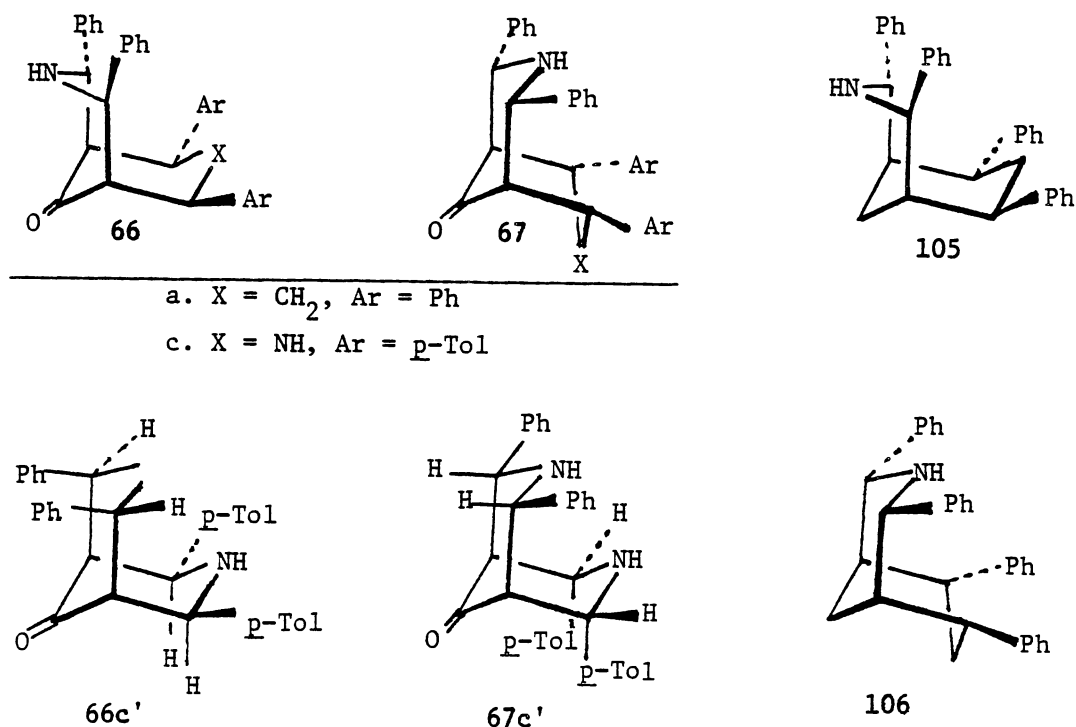 Ph Ph
HN
Ar
X
Ar
O
66
Ph
NH
Ph
Ar
O
67
Ar
X
Ph
Ph
HN
Ph
Ph
105
a. X = CH2, Ar = Ph
c. X = NH, Ar = p-Tol
H
Ph
Ph H
p-Tol
NH
O
p-Tol
H
H
66c'
Ph
H NH
H Ph
H
NH
H
O
p-Tol
p-Tol
67c'
Ph
NH
Ph
Ph
Ph
106